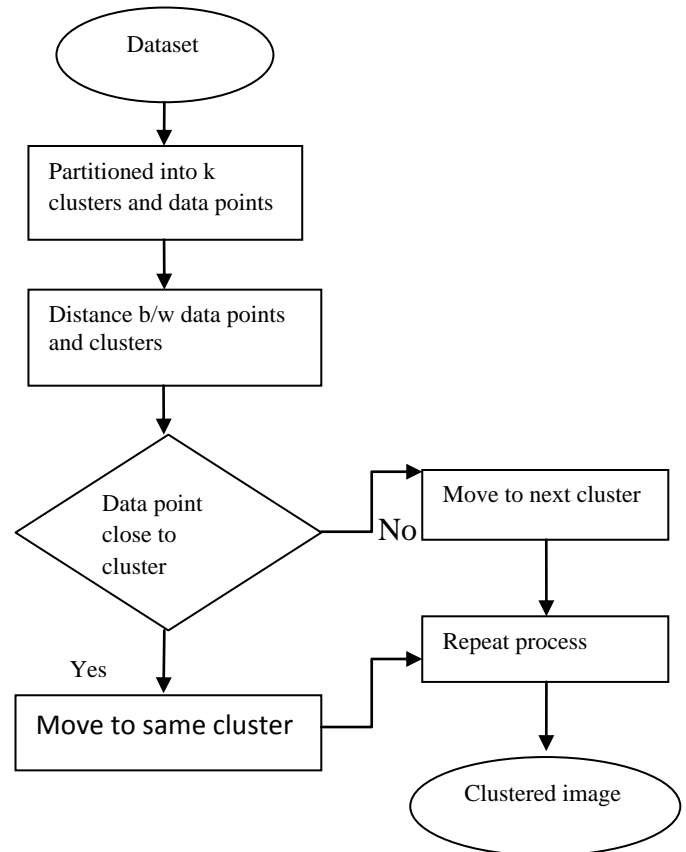 Dataset
Partitioned into k
clusters and data points
Distance b/w data points
and clusters
Data point
close to
cluster
No
Move to next cluster
Yes
Move to same cluster
Repeat process
Clustered image